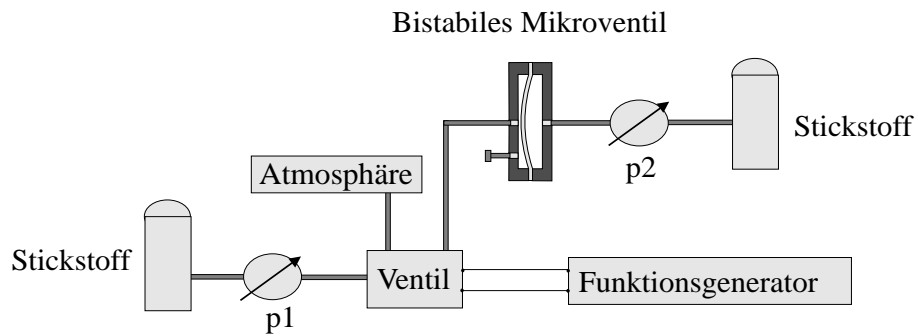 Bistabiles Mikroventil
Stickstoff
p2
Atmosphäre
Stickstoff
Ventil
Funktionsgenerator
p1